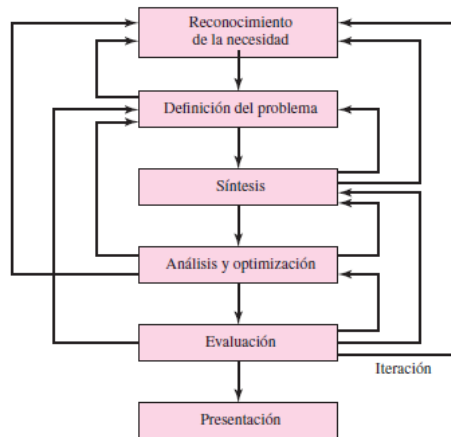 Reconocimiento
de la necesidad
Definición del problema
Síntesis
Análisis y optimización
Evaluación
Iteración
Presentación